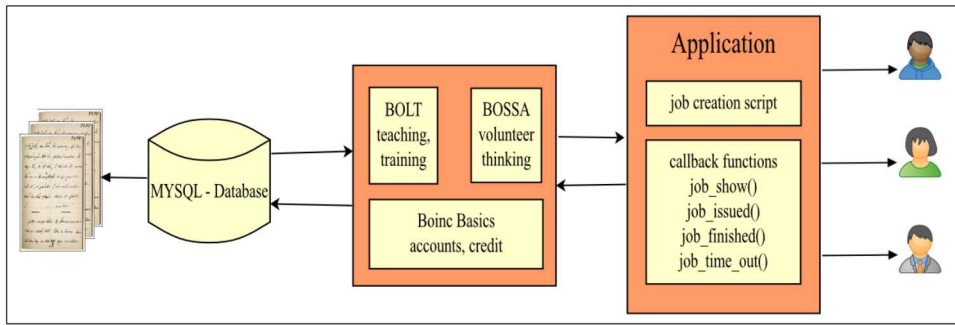 Application
job creation script
callback functions
job_show()
job_issued()
job_finished()
job_time_out()
BOLT
teaching,
training
BOSSA
volunteer
thinking
Boinc Basics
accounts, credit
MYSQL - Database